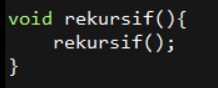 void rekursif(){
    rekursif();
}